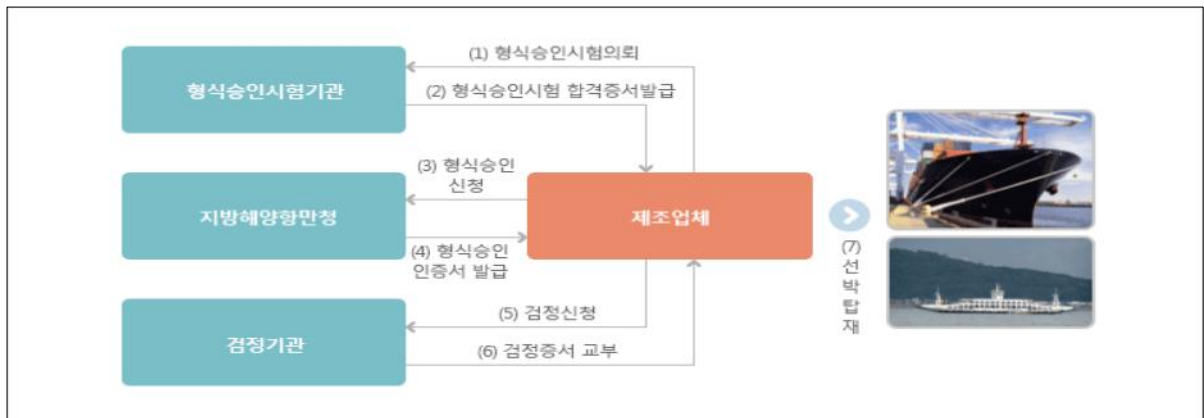 (1) 형식승인시험의뢰
형식승인시험기관
(2) 형식승인시험 합격증서발급
(3) 형식승인
신청
지방해양항만청
제조업체
(4) 형식승인
인증서 발급
(7)
선
박
탑
재
(5) 검정신청
검정기관
(6) 검정증서 교부